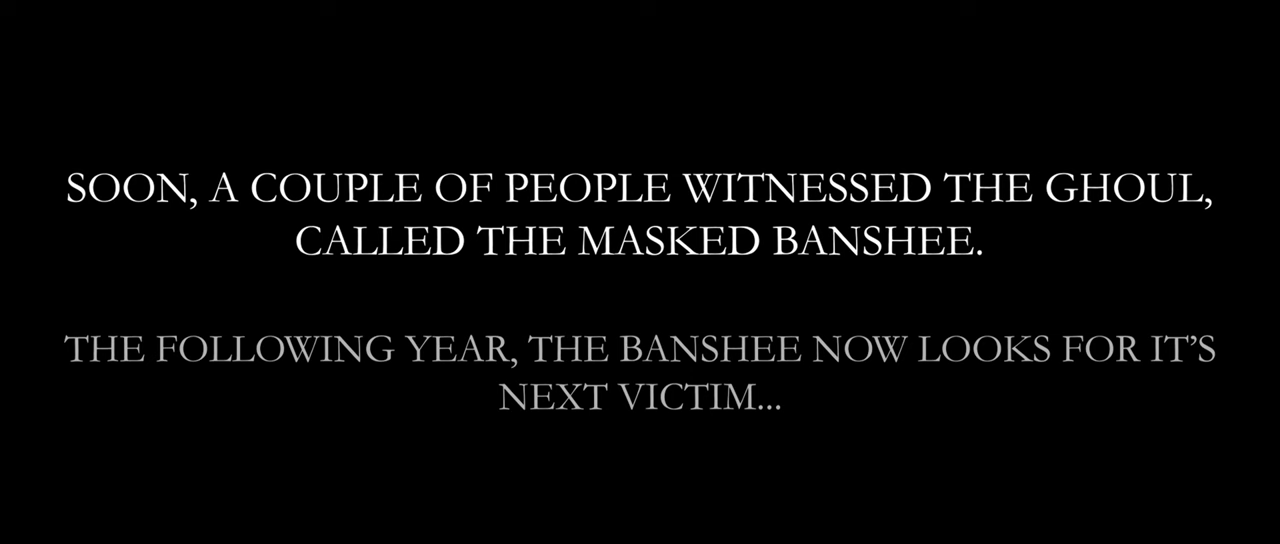 SOON, A COUPLE OF PEOPLE WITNESSED THE GHOUL,
CALLED THE MASKED BANSHEE.
THE FOLLOWING YEAR, THE BANSHEE NOW LOOKS FOR IT’S
NEXT VICTIM...